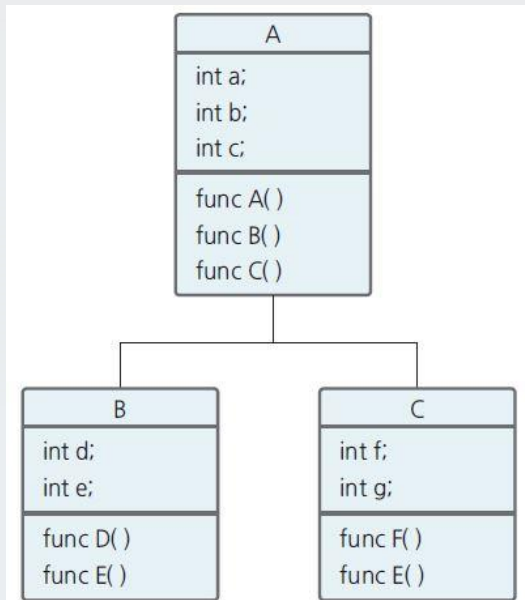 A
int a;
int b;
int c;
func A( )
func B( )
func C( )
B
int d;
int e;
func D( )
func E( )
C
int f;
int g;
func F( )
func E( )